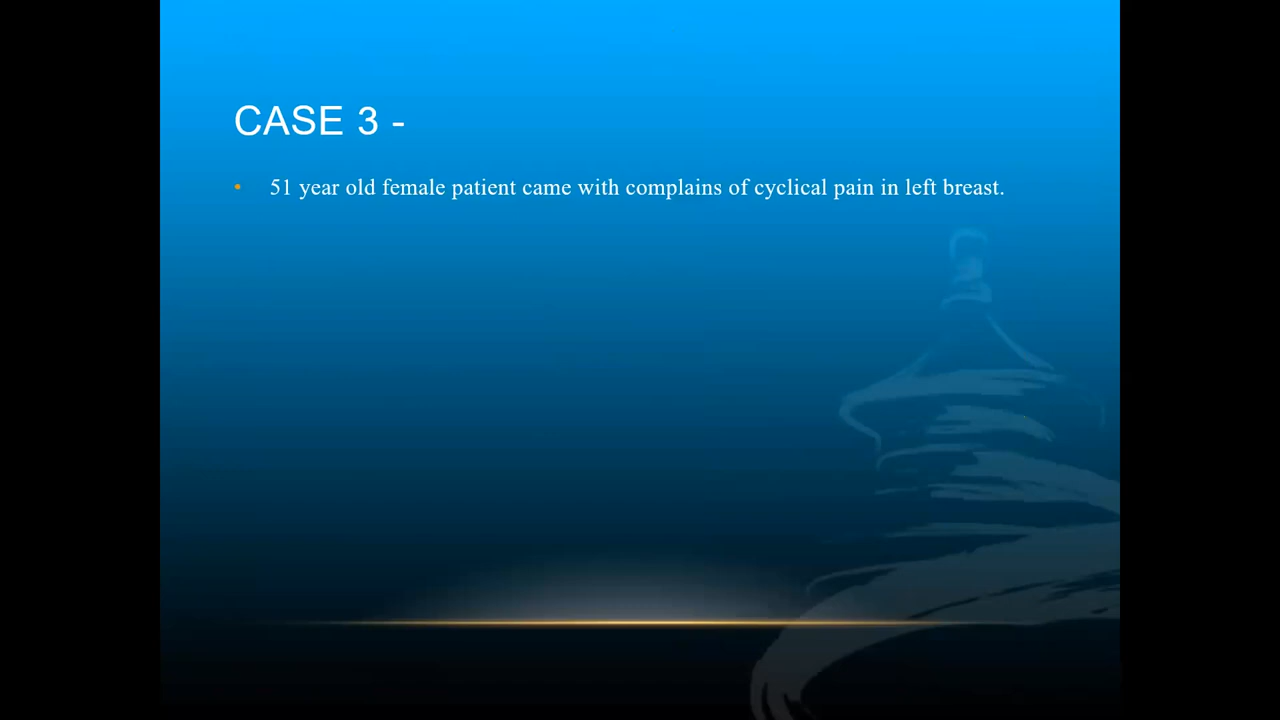 CASE 3 -
• 51 year old female patient came with complains of cyclical pain in left breast.